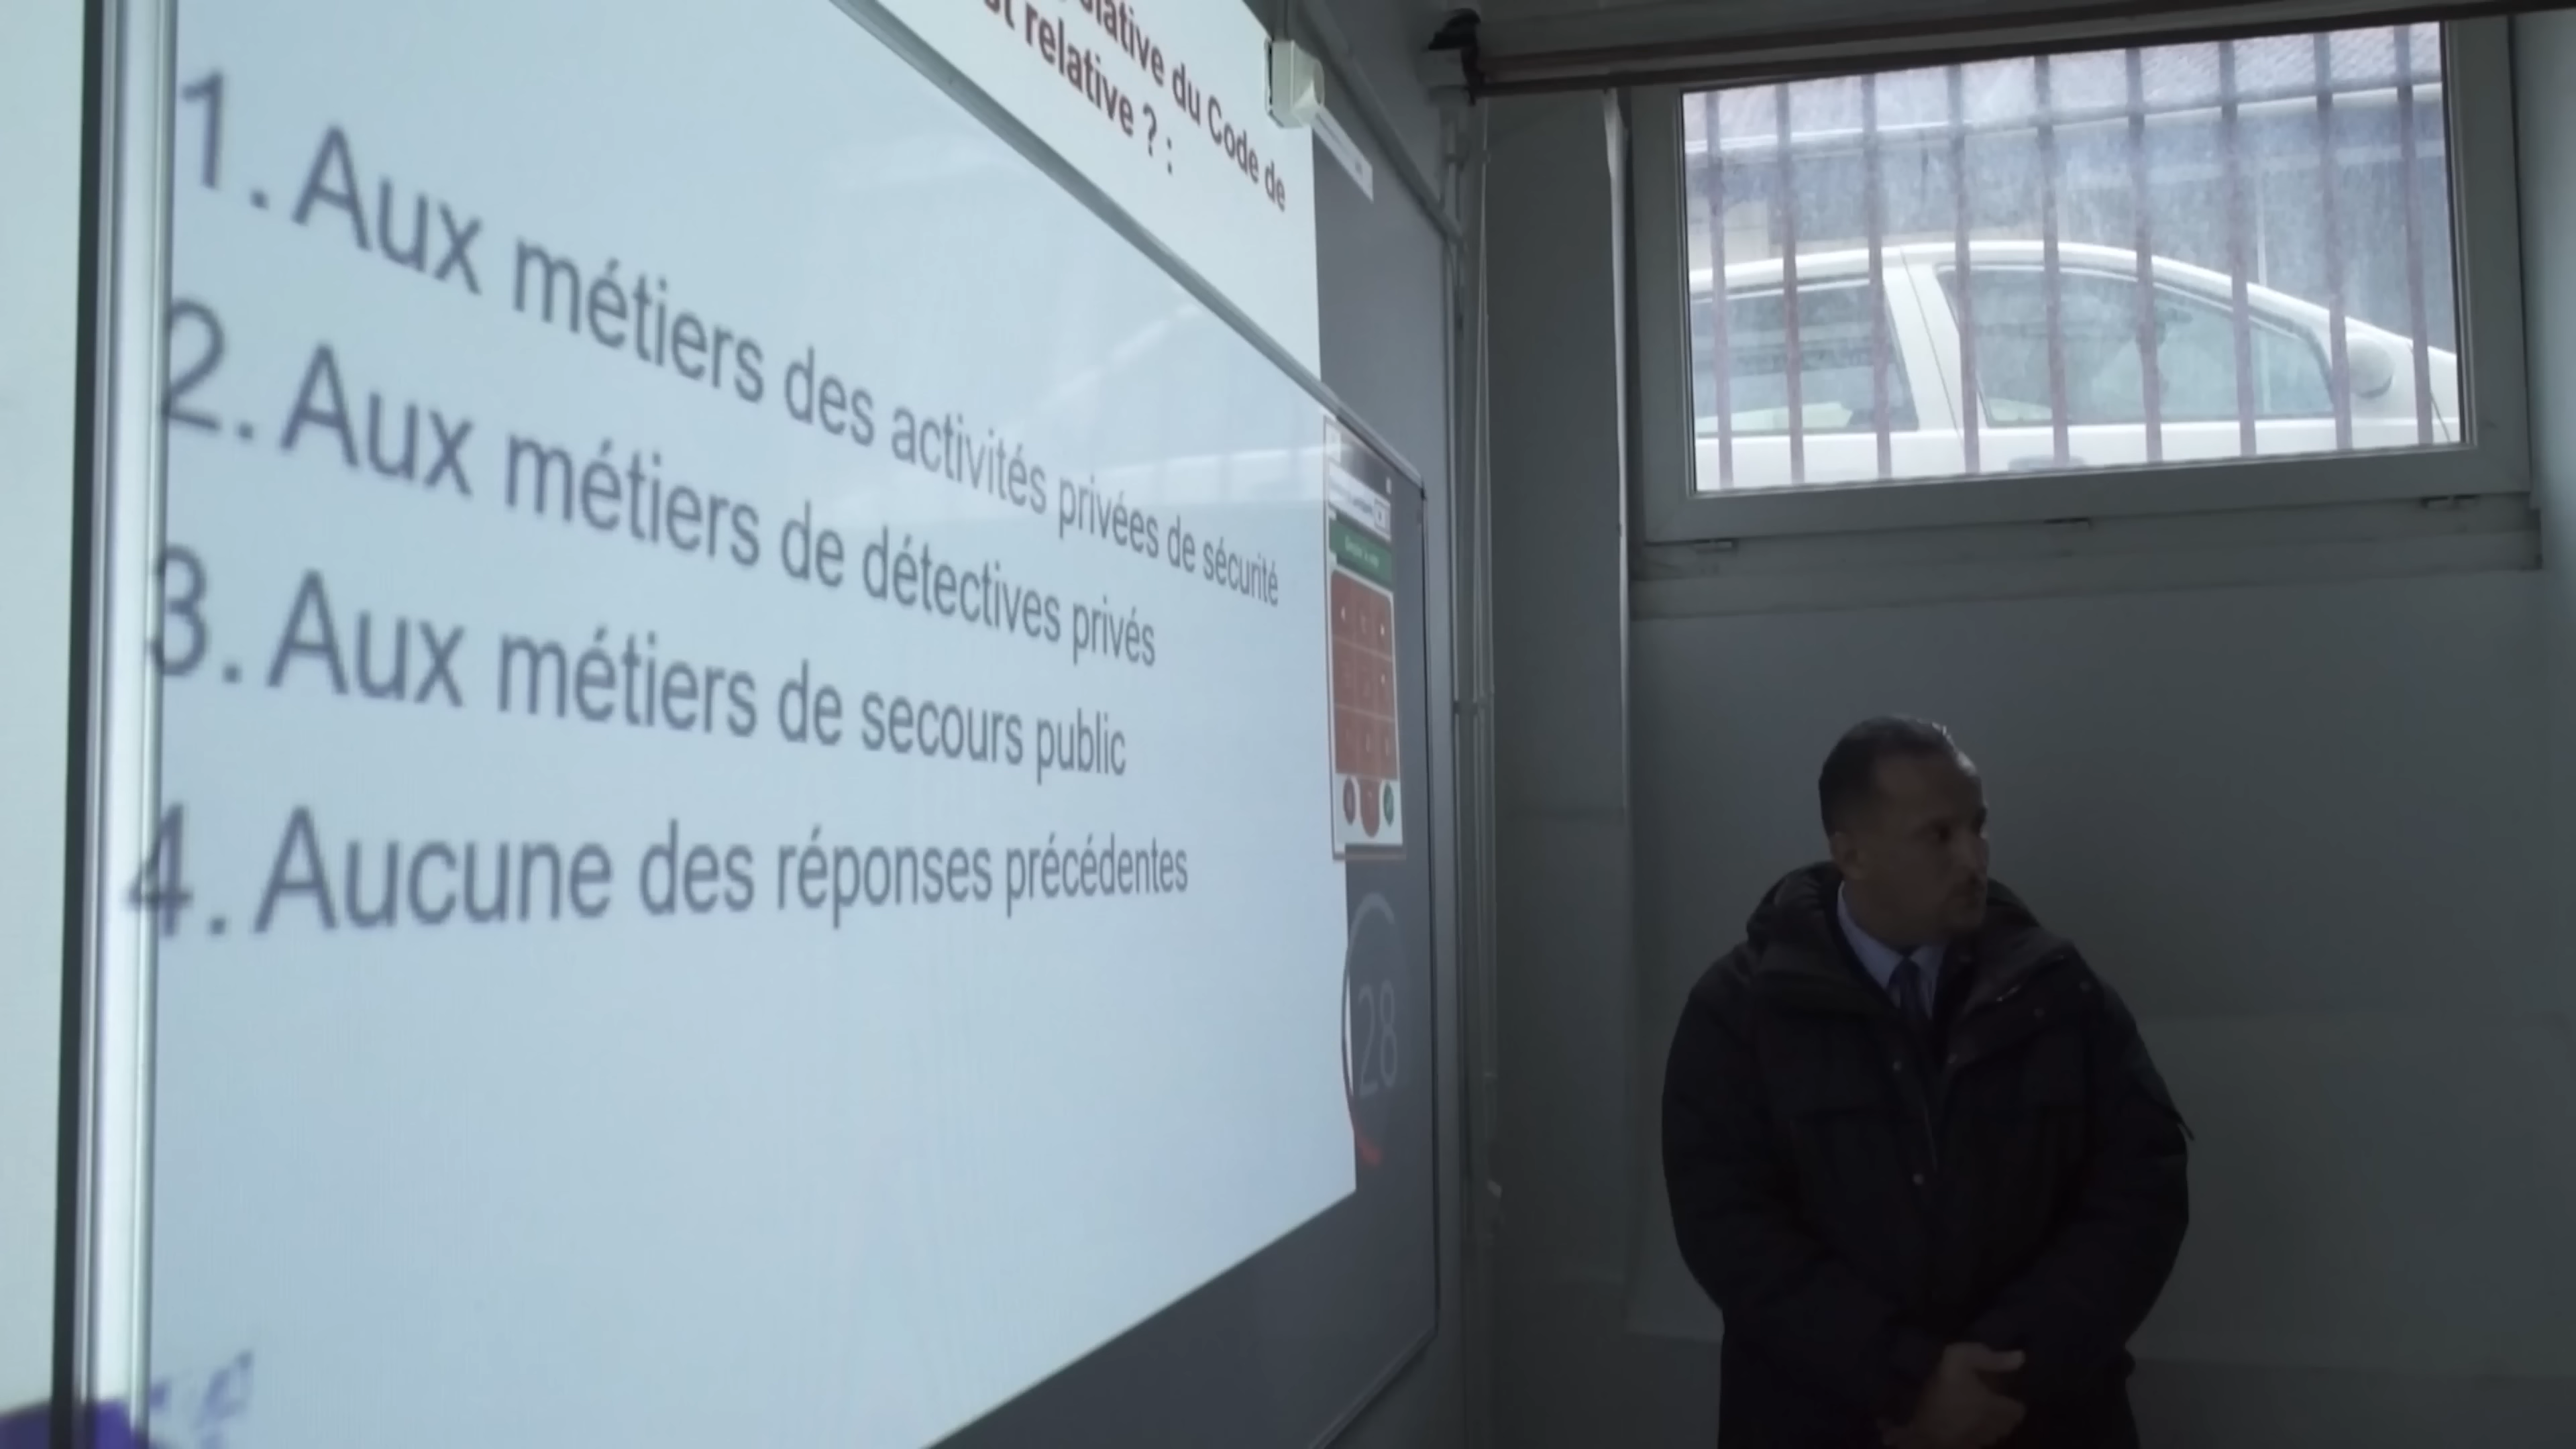 lative du Code de
relative ? :
1. Aux métiers des activités privées de sécurité
2. Aux métiers de détectives privés
3. Aux métiers de secours public
4. Aucune des réponses précédentes
28